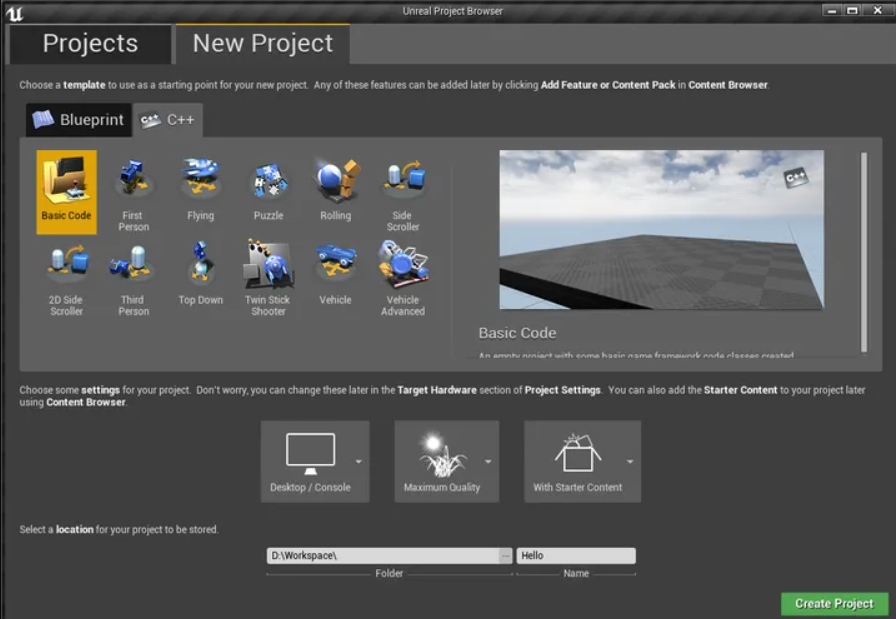 Unreal Project Browser
Projects
New Project
Choose a template to use as a starting point for your new project. Any of these features can be added later by clicking Add Feature or Content Pack in Content Browser.
Blueprint
C++
Basic Code
First
Person
Flying
Puzzle
Rolling
Side
Scroller
2D Side
Scroller
Third
Person
Top Down
Twin Stick
Shooter
Vehicle
Vehicle
Advanced
C++
Basic Code
An empty project with some basic game framework code classes created
Choose some settings for your project. Don't worry, you can change these later in the Target Hardware section of Project Settings. You can also add the Starter Content to your project later
using Content Browser.
Desktop / Console
Maximum Quality
With Starter Content
Select a location for your project to be stored.
D:\Workspace\
...
Hello
Folder
Name
Create Project